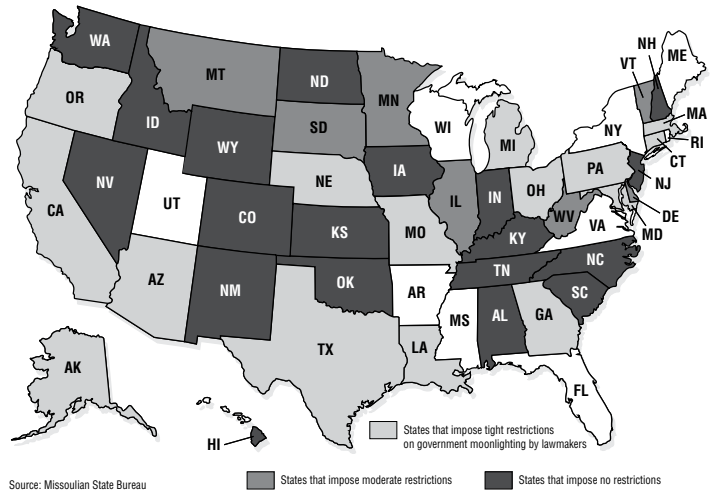 WA
NH
ME
VT
MT
ND
OR
MN
MA
ID
SD
WI
NY
RI
WY
MI
CT
IA
PA
NJ
NE
NV
OH
IL
IN
DE
UT
CA
CO
WV
VA
MD
KS
MO
KY
NC
TN
AZ
OK
NM
AR
SC
MS
AL
GA
TX
LA
AK
FL
HI
States that impose tight restrictions
on government moonlighting by lawmakers
Source: Missoulian State Bureau
States that impose moderate restrictions
States that impose no restrictions